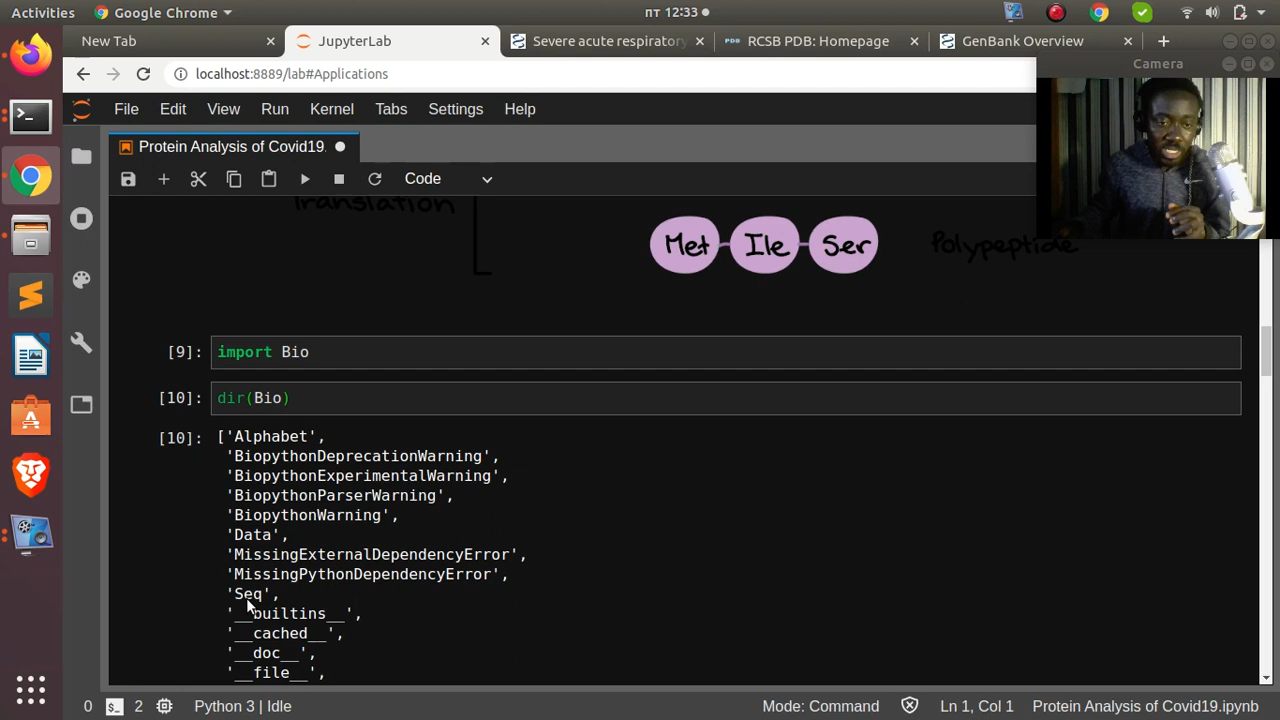 Activities Google Chrome пт 12:33
New Tab JupyterLab Severe acute respiratory RCSB PDB: Homepage GenBank Overview
localhost:8889/lab#Applications
Camera
File Edit View Run Kernel Tabs Settings Help
Protein Analysis of Covid19.
Code
Translation
Met Ile Ser Polypeptide
[9]: import Bio
[10]: dir(Bio)
[10]: ['Alphabet',
'BiopythonDeprecationWarning',
'BiopythonExperimentalWarning',
'BiopythonParserWarning',
'BiopythonWarning',
'Data',
'MissingExternalDependencyError',
'MissingPythonDependencyError',
'Seq',
'__builtins__',
'__cached__',
'__doc__',
'__file__',
0 2 Python 3 | Idle Mode: Command Ln 1, Col 1 Protein Analysis of Covid19.ipynb